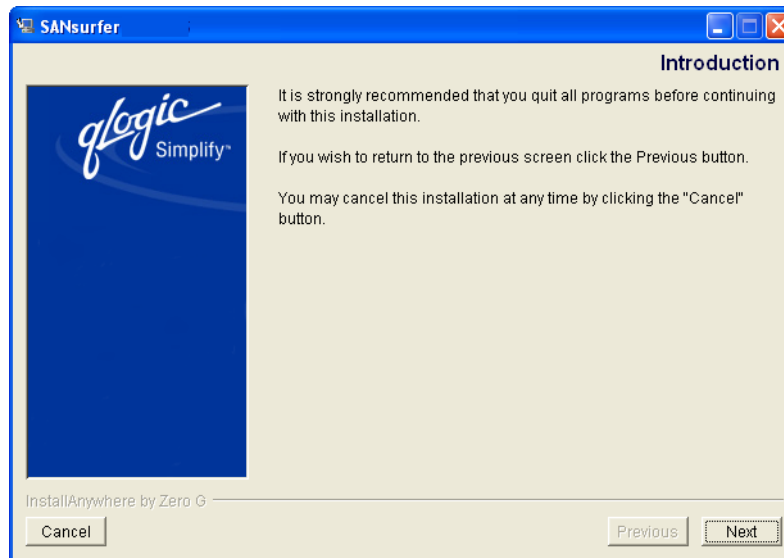 SANsurfer
Introduction
qlogic
Simplify™
It is strongly recommended that you quit all programs before continuing
with this installation.
If you wish to return to the previous screen click the Previous button.
You may cancel this installation at any time by clicking the "Cancel"
button.
InstallAnywhere by Zero G
Cancel
Previous
Next